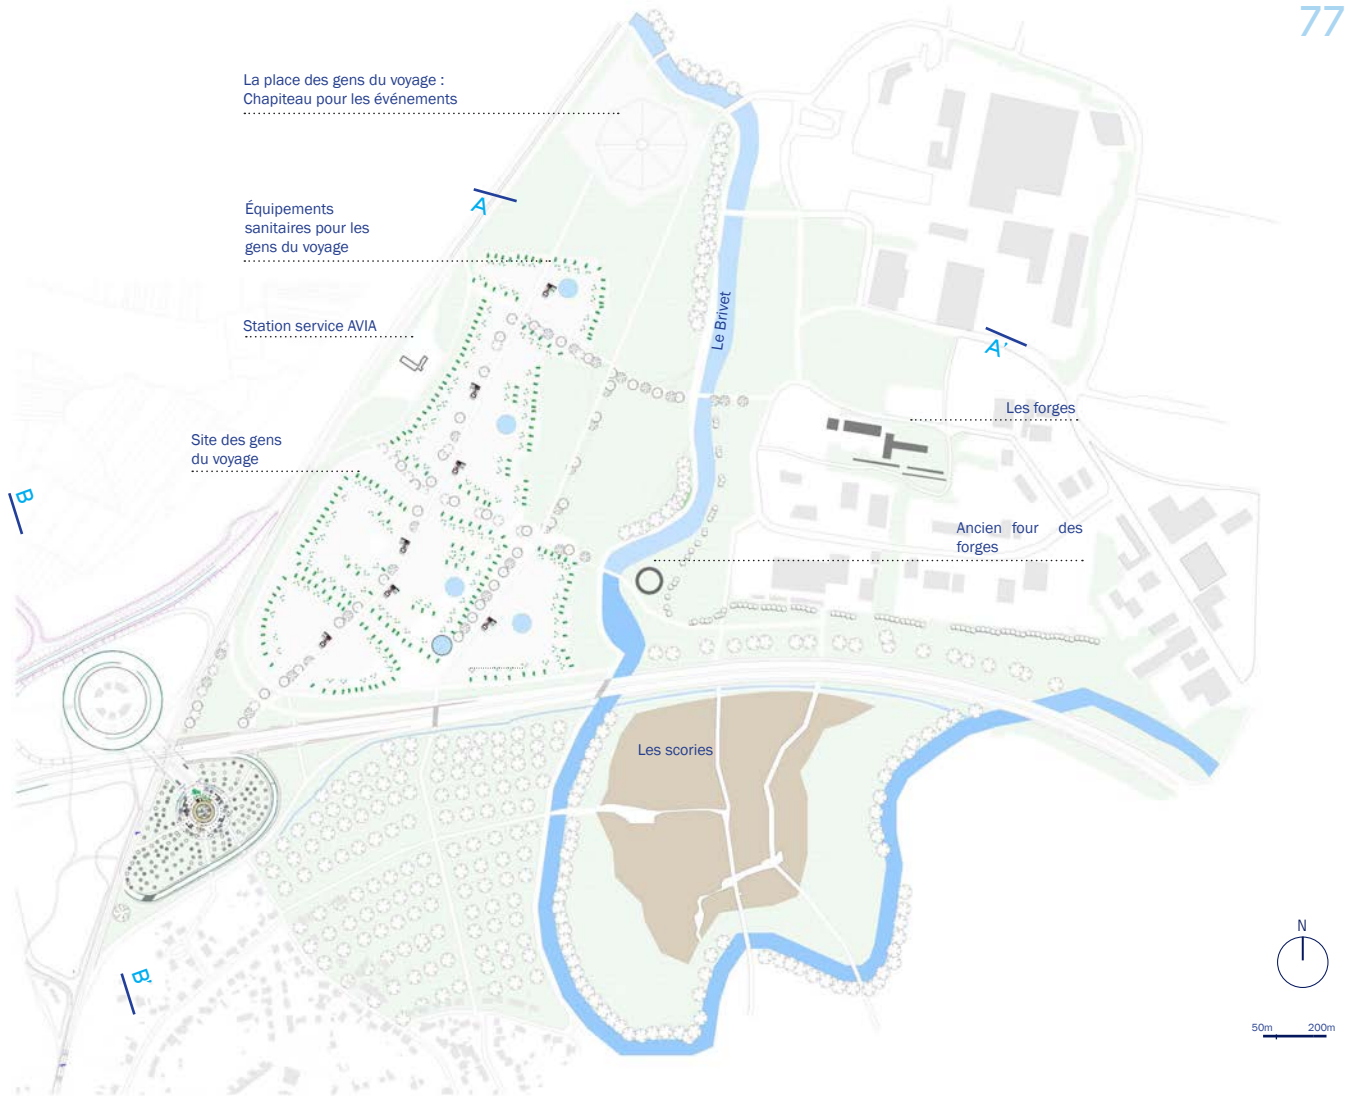 77
La place des gens du voyage :
Chapiteau pour les événements
A
Équipements
sanitaires pour les
gens du voyage
Le Brivet
Station service AVIA
A'
Les forges
Site des gens
du voyage
B
Ancien four des
forges
Les scories
B'
N
50m 200m